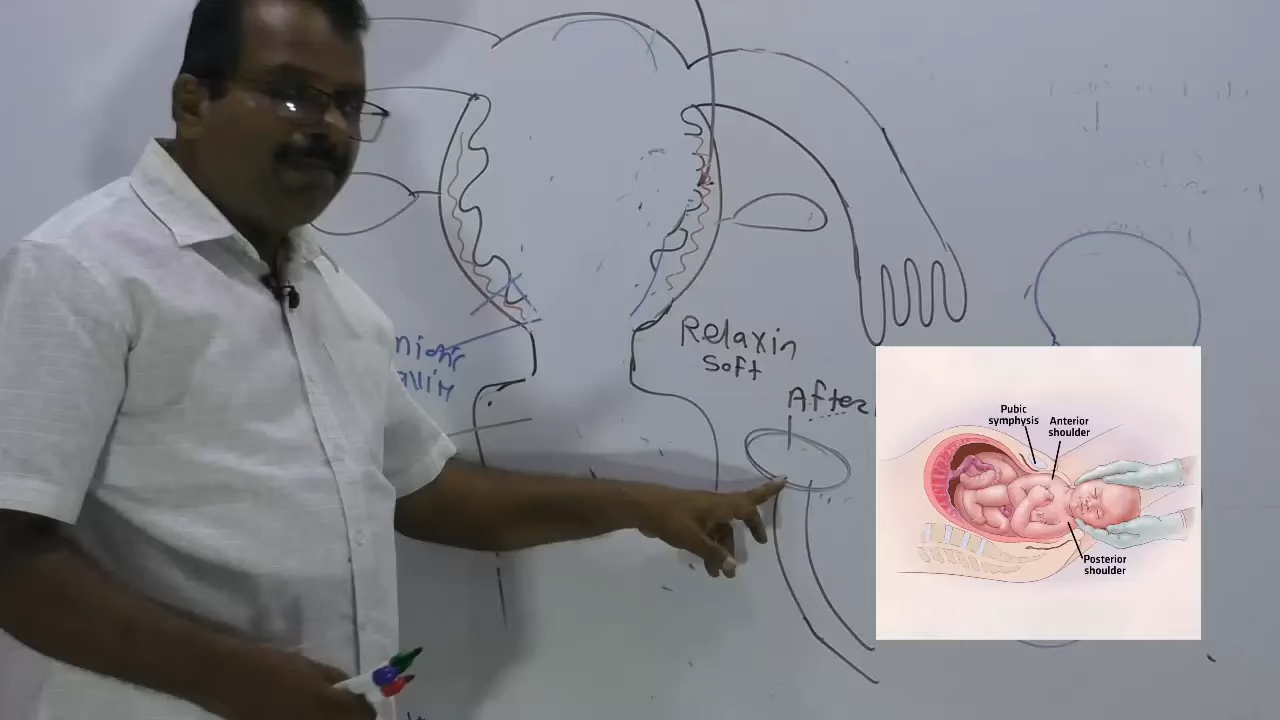 Relaxin
soft
After
Pubic
symphysis
Anterior
shoulder
Posterior
shoulder